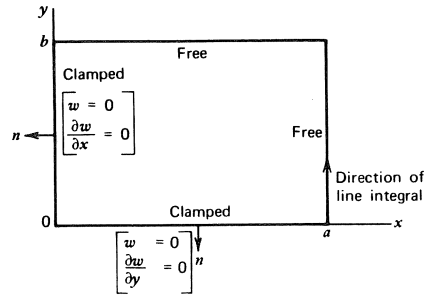 y
b
Free
Clamped
w = 0
∂w/∂x = 0
n
Free
Direction of
line integral
Clamped
0
a
x
w = 0
∂w/∂y = 0
n